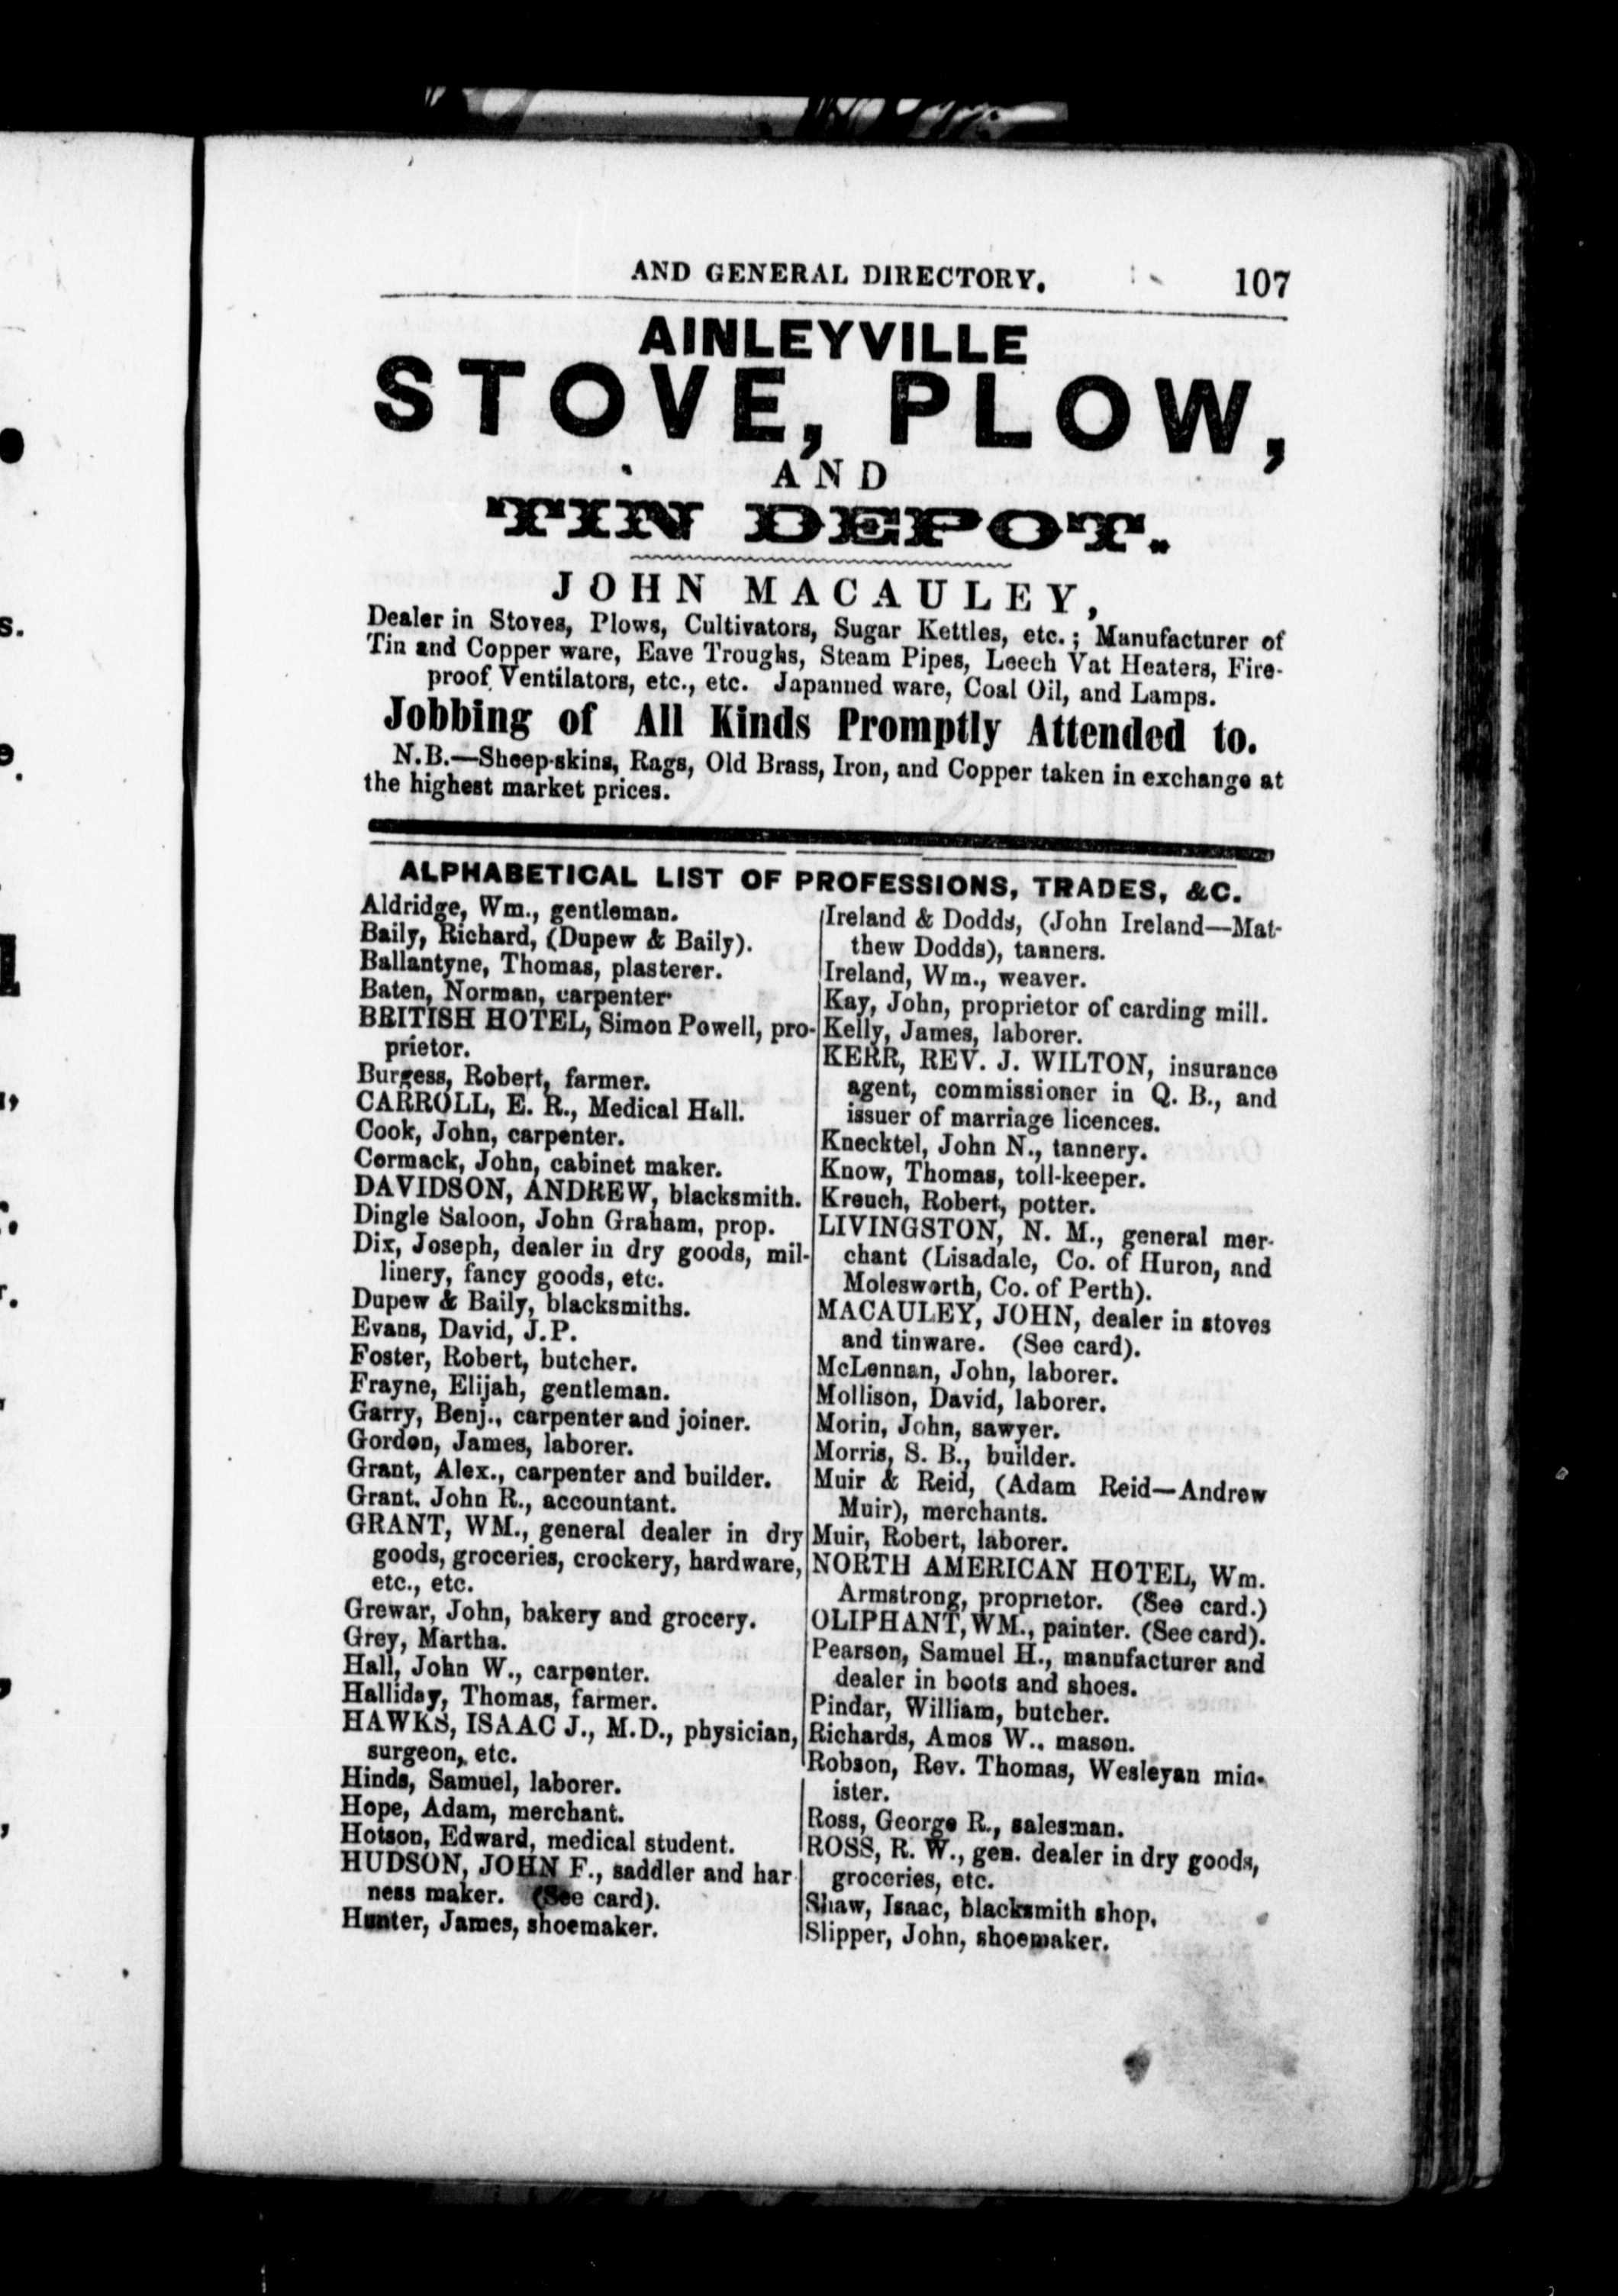 AND GENERAL DIRECTORY.
107
AINLEYVILLE
STOVE, PLOW,
AND
TIN DEPOT.
JOHN MACAULEY,
Dealer in Stoves, Plows, Cultivators, Sugar Kettles, etc.; Manufacturer of
Tin and Copper ware, Eave Troughs, Steam Pipes, Leech Vat Heaters, Fire-
proof Ventilators, etc., etc. Japanned ware, Coal Oil, and Lamps.
Jobbing of All Kinds Promptly Attended to.
N.B.—Sheep-skins, Rags, Old Brass, Iron, and Copper taken in exchange at
the highest market prices.
ALPHABETICAL LIST OF PROFESSIONS, TRADES, &C.
Aldridge, Wm., gentleman.
Baily, Richard, (Dupew & Baily).
Ballantyne, Thomas, plasterer.
Baten, Norman, carpenter
BRITISH HOTEL, Simon Powell, pro-
prietor.
Burgess, Robert, farmer.
CARROLL, E. R., Medical Hall.
Cook, John, carpenter.
Cormack, John, cabinet maker.
DAVIDSON, ANDREW, blacksmith.
Dingle Saloon, John Graham, prop.
Dix, Joseph, dealer in dry goods, mil-
linery, fancy goods, etc.
Dupew & Baily, blacksmiths.
Evans, David, J.P.
Foster, Robert, butcher.
Frayne, Elijah, gentleman.
Garry, Benj., carpenter and joiner.
Gordon, James, laborer.
Grant, Alex., carpenter and builder.
Grant. John R., accountant.
GRANT, WM., general dealer in dry
goods, groceries, crockery, hardware,
etc., etc.
Grewar, John, bakery and grocery.
Grey, Martha.
Hall, John W., carpenter.
Halliday, Thomas, farmer.
HAWKS, ISAAC J., M.D., physician,
surgeon, etc.
Hinds, Samuel, laborer.
Hope, Adam, merchant.
Hotson, Edward, medical student.
HUDSON, JOHN F., saddler and har
ness maker. (See card).
Hunter, James, shoemaker.
Ireland & Dodds, (John Ireland—Mat-
thew Dodds), tanners.
Ireland, Wm., weaver.
Kay, John, proprietor of carding mill.
Kelly, James, laborer.
KERR, REV. J. WILTON, insurance
agent, commissioner in Q. B., and
issuer of marriage licences.
Knecktel, John N., tannery.
Know, Thomas, toll-keeper.
Kreuch, Robert, potter.
LIVINGSTON, N. M., general mer-
chant (Lisadale, Co. of Huron, and
Molesworth, Co. of Perth).
MACAULEY, JOHN, dealer in stoves
and tinware. (See card).
McLennan, John, laborer.
Mollison, David, laborer.
Morin, John, sawyer.
Morris, S. B., builder.
Muir & Reid, (Adam Reid—Andrew
Muir), merchants.
Muir, Robert, laborer.
NORTH AMERICAN HOTEL, Wm.
Armstrong, proprietor. (See card.)
OLIPHANT, WM., painter. (See card).
Pearson, Samuel H., manufacturer and
dealer in boots and shoes.
Pindar, William, butcher.
Richards, Amos W., mason.
Robson, Rev. Thomas, Wesleyan min-
ister.
Ross, George R., salesman.
ROSS, R. W., gen. dealer in dry goods,
groceries, etc.
Shaw, Isaac, blacksmith shop,
Slipper, John, shoemaker.